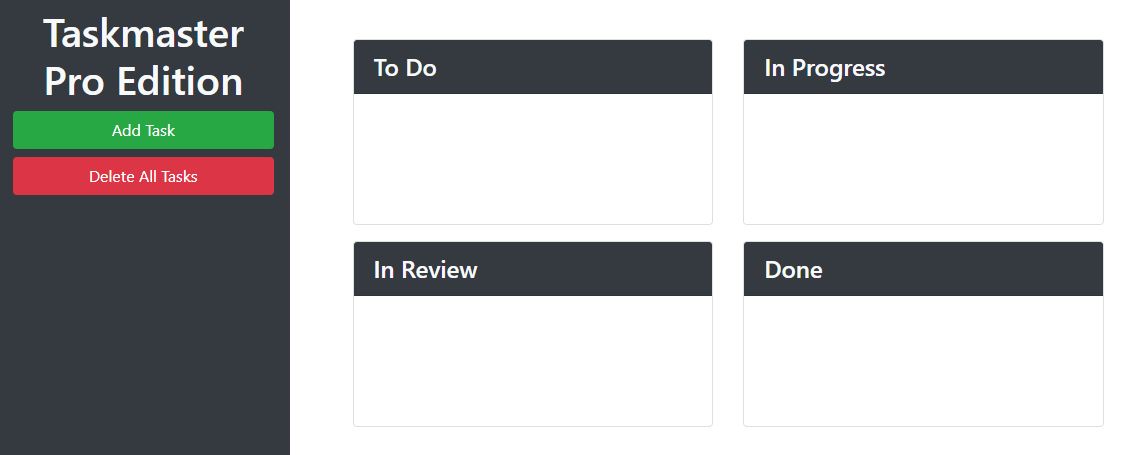 Taskmaster
Pro Edition
Add Task
Delete All Tasks
To Do
In Progress
In Review
Done